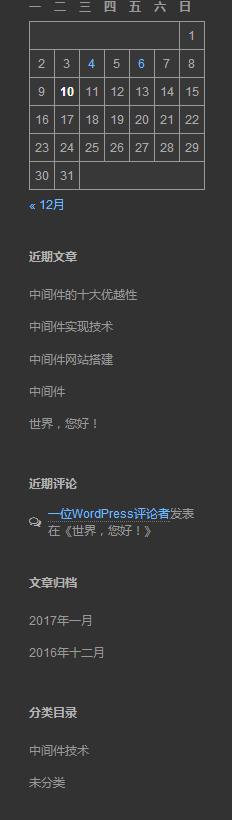 一 二 三 四 五 六 日
1
2 3 4 5 6 7 8
9 10 11 12 13 14 15
16 17 18 19 20 21 22
23 24 25 26 27 28 29
30 31
« 12月
近期文章
中间件的十大优越性
中间件实现技术
中间件网站搭建
中间件
世界，您好！
近期评论
一位WordPress评论者发表
在《世界，您好！》
文章归档
2017年一月
2016年十二月
分类目录
中间件技术
未分类